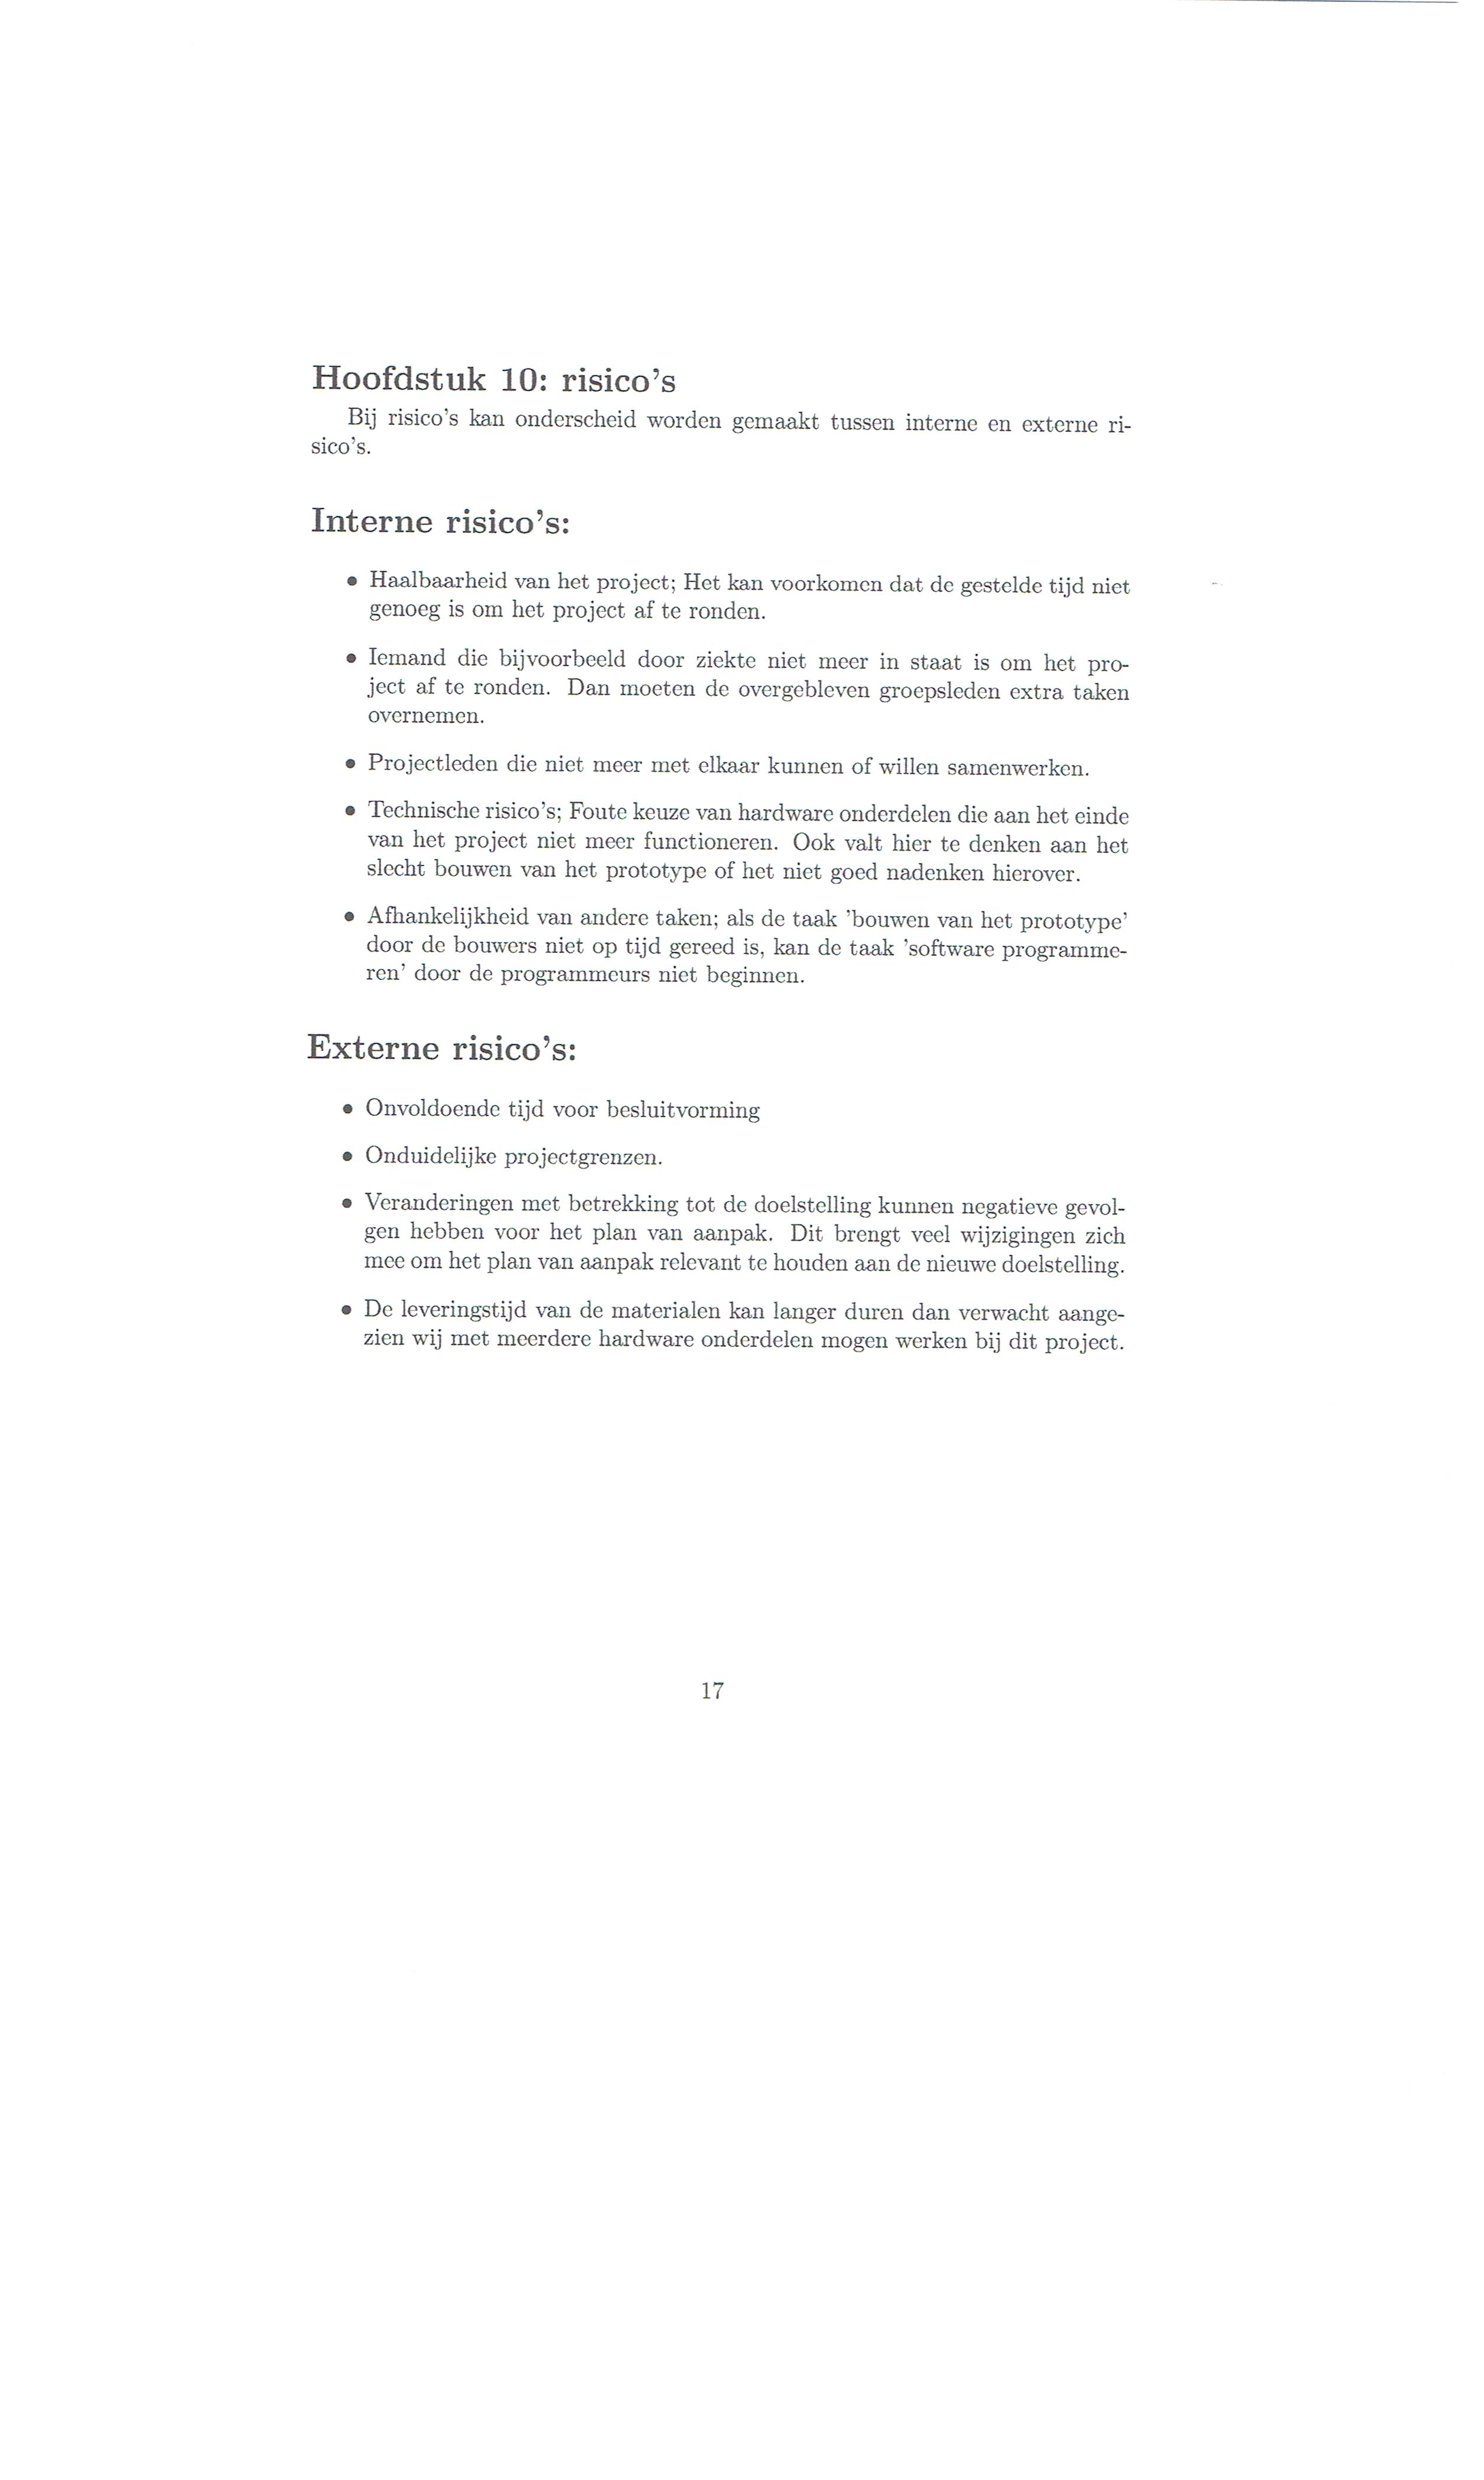 Hoofdstuk 10: risico's
Bij risico's kan onderscheid worden gemaakt tussen interne en externe ri-
sico's.
Interne risico's:
• Haalbaarheid van het project; Het kan voorkomen dat de gestelde tijd niet
genoeg is om het project af te ronden.
• Iemand die bijvoorbeeld door ziekte niet meer in staat is om het pro-
ject af te ronden. Dan moeten de overgebleven groepsleden extra taken
overnemen.
• Projectleden die niet meer met elkaar kunnen of willen samenwerken.
• Technische risico's; Foute keuze van hardware onderdelen die aan het einde
van het project niet meer functioneren. Ook valt hier te denken aan het
slecht bouwen van het prototype of het niet goed nadenken hierover.
• Afhankelijkheid van andere taken; als de taak 'bouwen van het prototype'
door de bouwers niet op tijd gereed is, kan de taak 'software programme-
ren' door de programmeurs niet beginnen.
Externe risico's:
• Onvoldoende tijd voor besluitvorming
• Onduidelijke projectgrenzen.
• Veranderingen met betrekking tot de doelstelling kunnen negatieve gevol-
gen hebben voor het plan van aanpak. Dit brengt veel wijzigingen zich
mee om het plan van aanpak relevant te houden aan de nieuwe doelstelling.
• De leveringstijd van de materialen kan langer duren dan verwacht aange-
zien wij met meerdere hardware onderdelen mogen werken bij dit project.
17